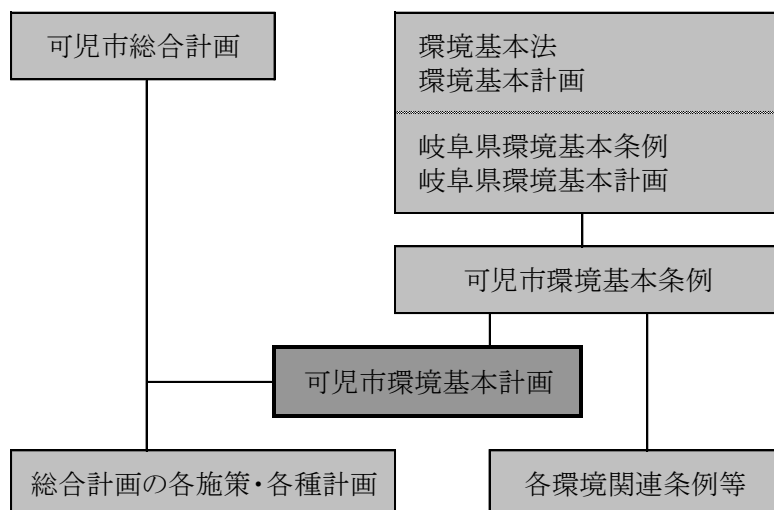 可児市総合計画
環境基本法
環境基本計画
岐阜県環境基本条例
岐阜県環境基本計画
可児市環境基本条例
可児市環境基本計画
総合計画の各施策・各種計画
各環境関連条例等